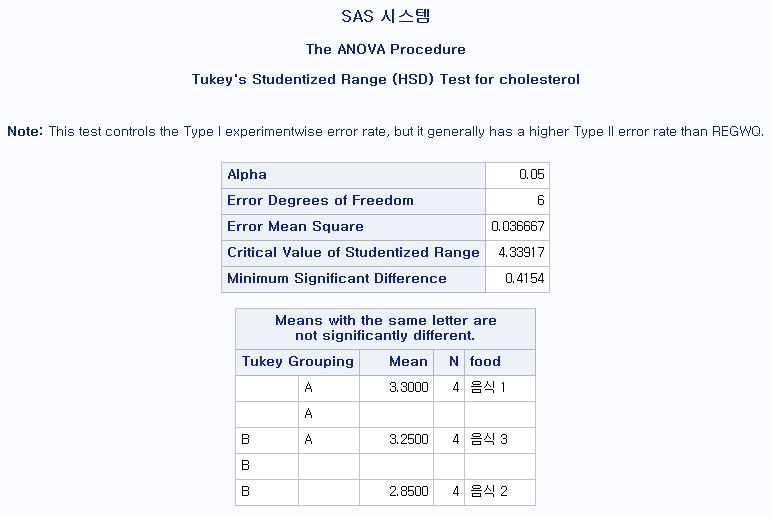 SAS 시스템
The ANOVA Procedure
Tukey's Studentized Range (HSD) Test for cholesterol
Note: This test controls the Type I experimentwise error rate, but it generally has a higher Type II error rate than REGWQ.
Alpha 0.05
Error Degrees of Freedom 6
Error Mean Square 0.036667
Critical Value of Studentized Range 4.33917
Minimum Significant Difference 0.4154
Means with the same letter are
not significantly different.
Tukey Grouping Mean N food
A 3.3000 4 음식 1
A
B A 3.2500 4 음식 3
B
B 2.8500 4 음식 2